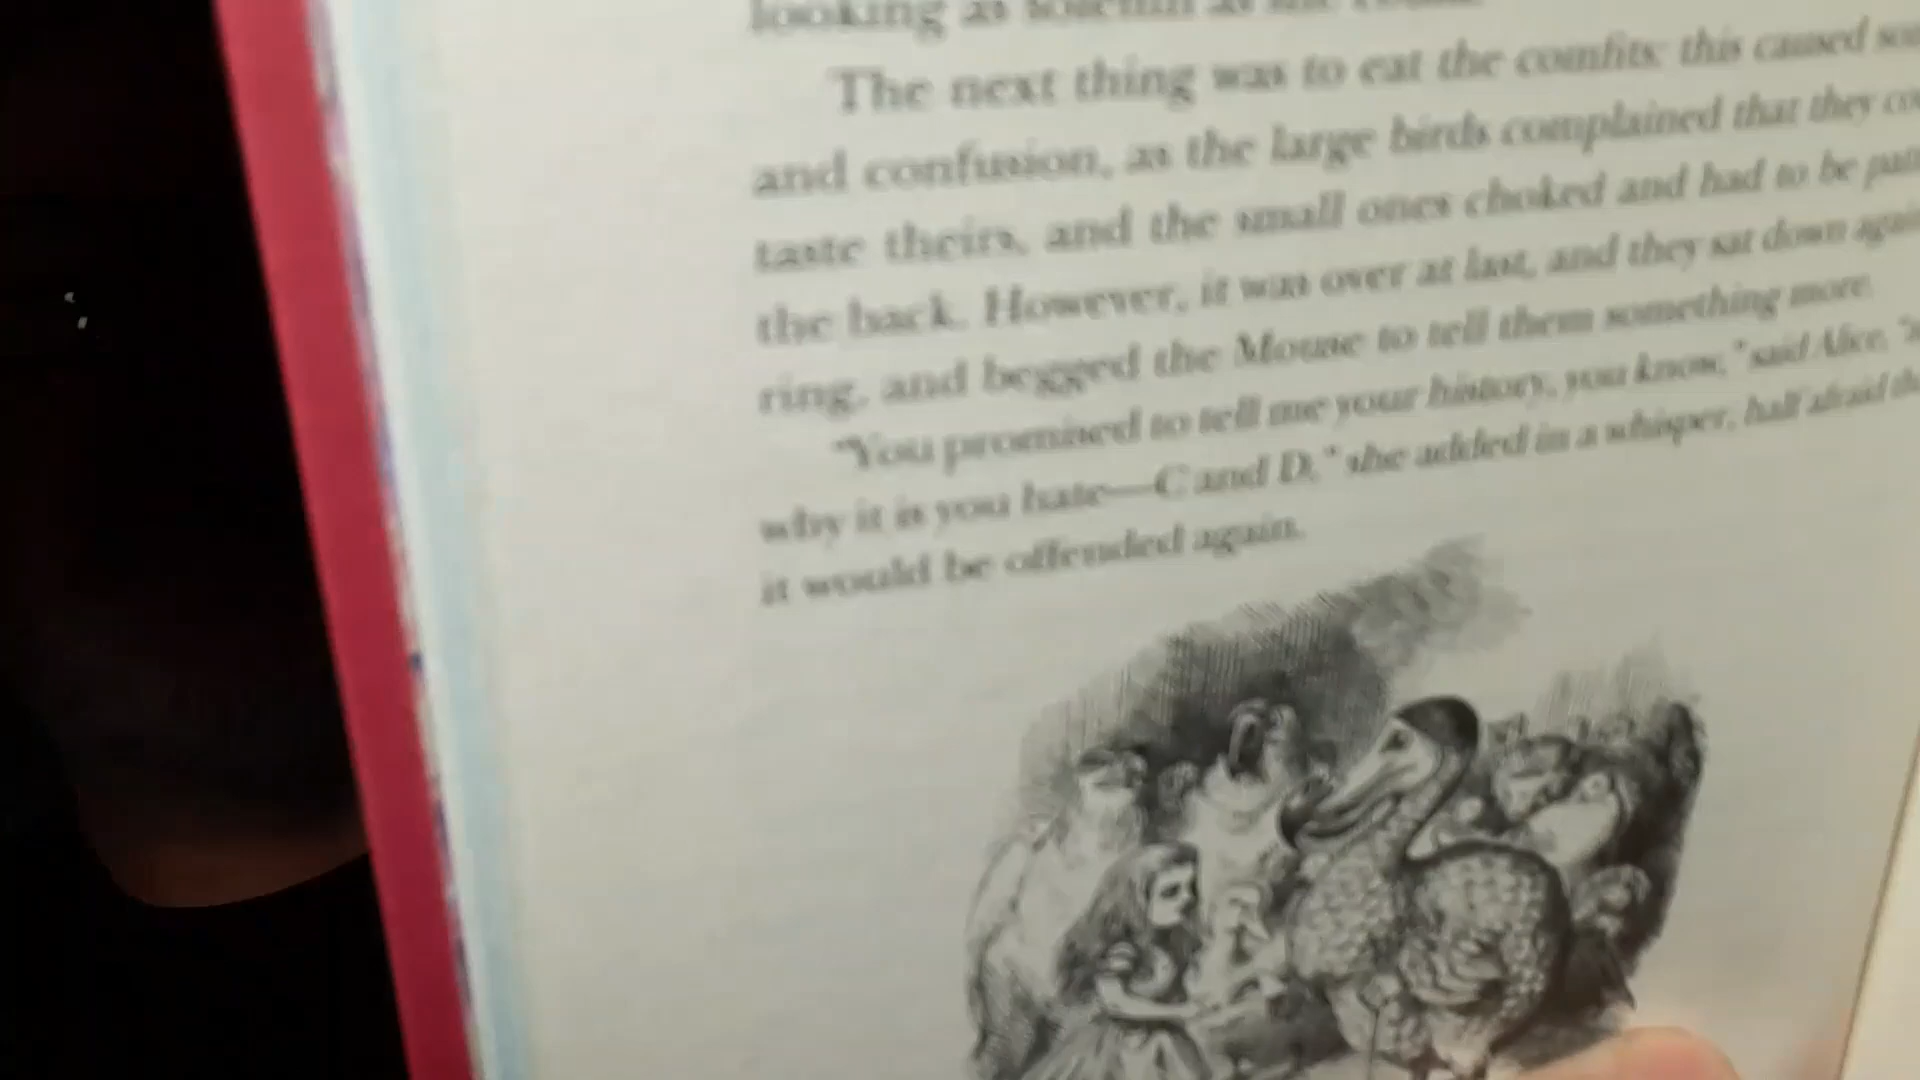 looking as solemn as she could.
The next thing was to eat the comfits: this caused
and confusion, as the large birds complained that they
taste theirs, and the small ones choked and had to be
the back. However, it was over at last, and they sat down again
ring, and begged the Mouse to tell them something more.
"You promised to tell me your history, you know," said Alice,
why it is you hate—C and D," she added in a whisper, half afraid
it would be offended again.